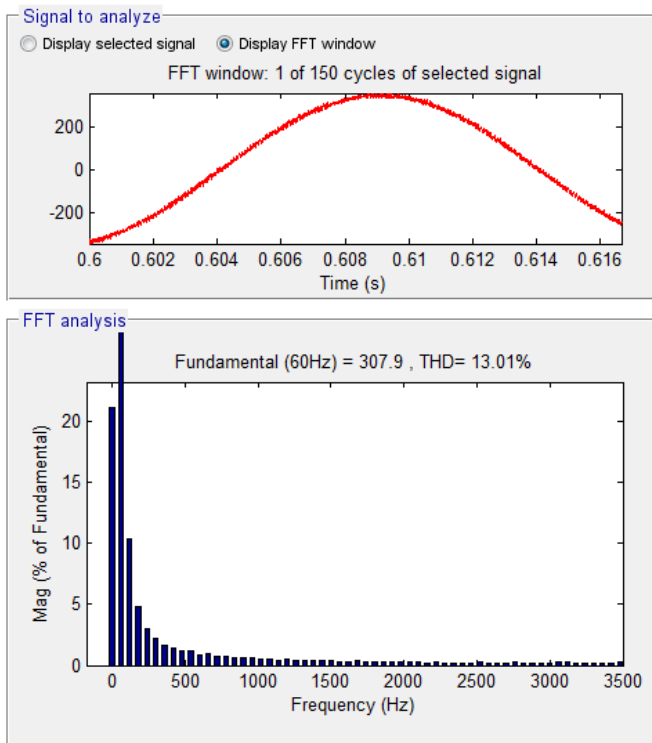 Signal to analyze
Display selected signal Display FFT window
FFT window: 1 of 150 cycles of selected signal
200
0
-200
0.6 0.602 0.604 0.606 0.608 0.61 0.612 0.614 0.616
Time (s)
FFT analysis
Fundamental (60Hz) = 307.9 , THD= 13.01%
20
15
10
5
0
Mag (% of Fundamental)
0 500 1000 1500 2000 2500 3000 3500
Frequency (Hz)